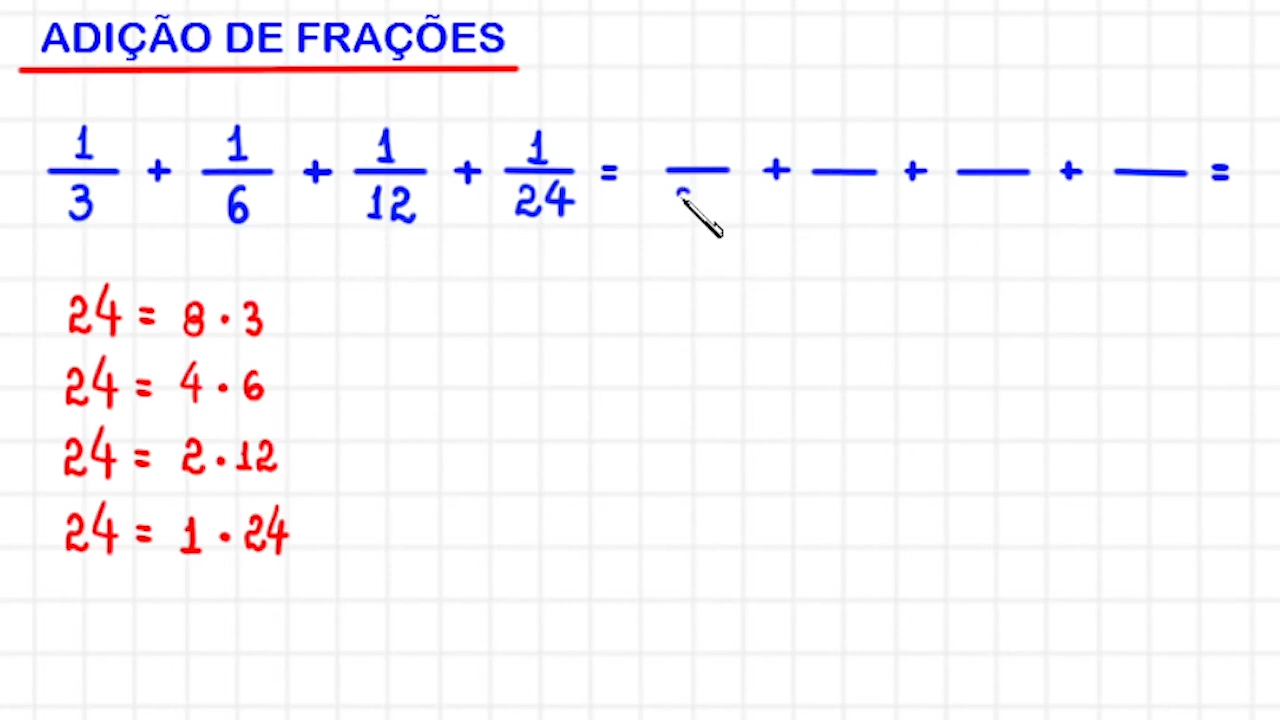 ADIÇÃO DE FRAÇÕES
1/3 + 1/6 + 1/12 + 1/24 = — + — + — + — =
24 = 8 · 3
24 = 4 · 6
24 = 2 · 12
24 = 1 · 24